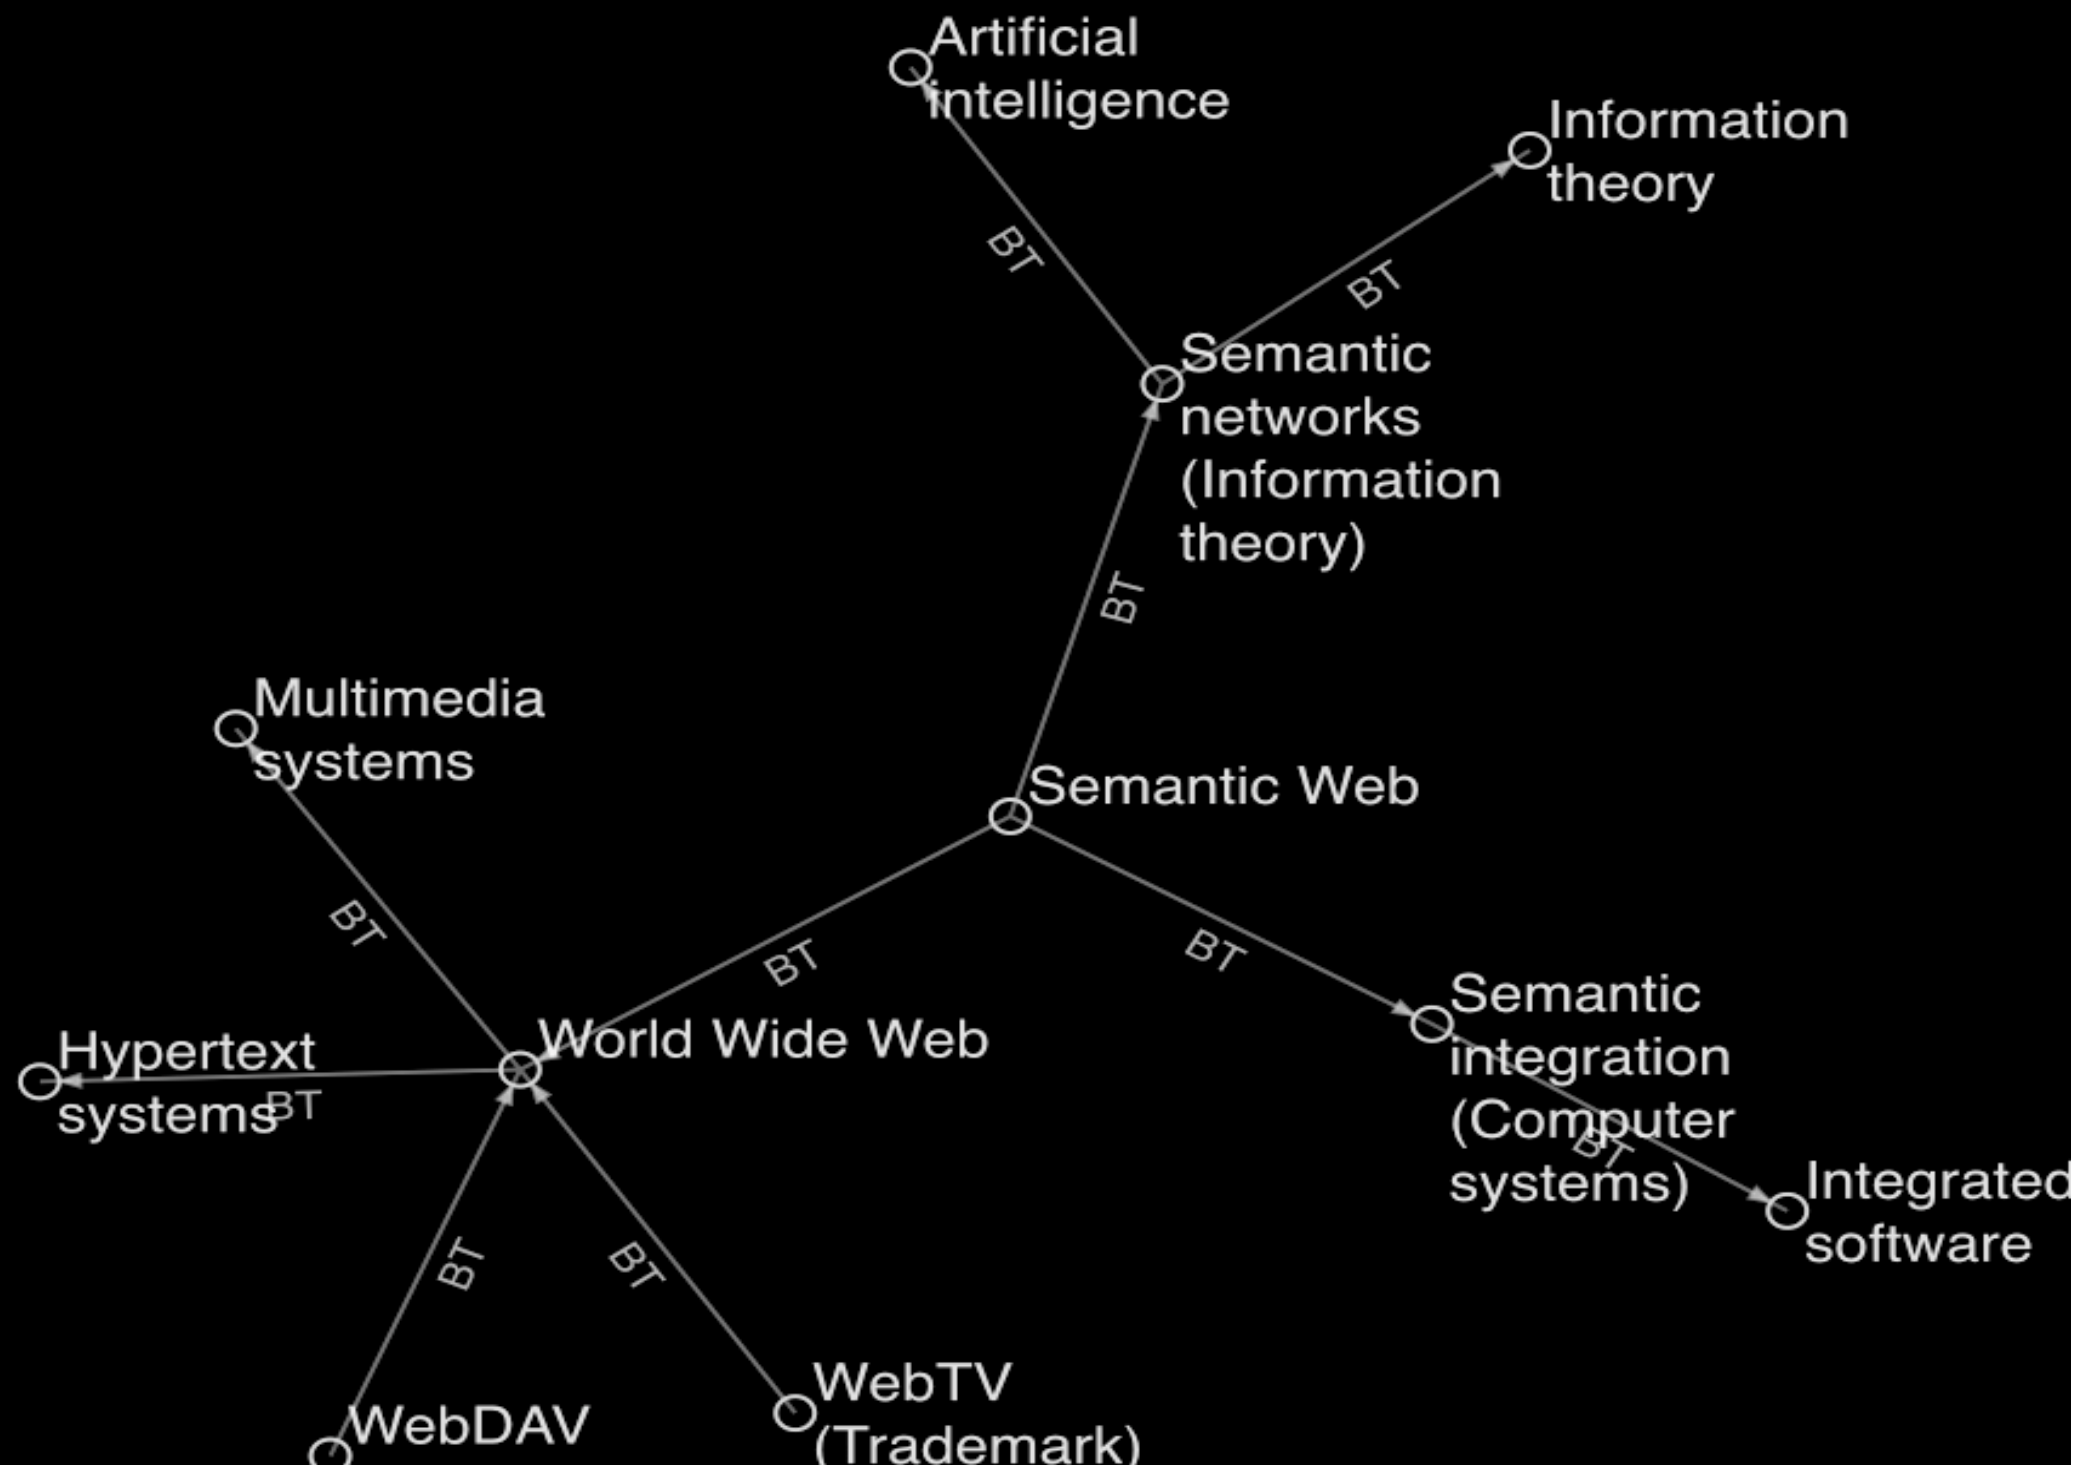 Artificial
intelligence
Information
theory
BT
BT
Semantic
networks
(Information
theory)
BT
Multimedia
systems
Semantic Web
BT
BT
BT
Semantic
integration
(Computer
systems)
World Wide Web
Hypertext
systems
BT
BT
Integrated
software
BT
BT
WebTV
(Trademark)
WebDAV